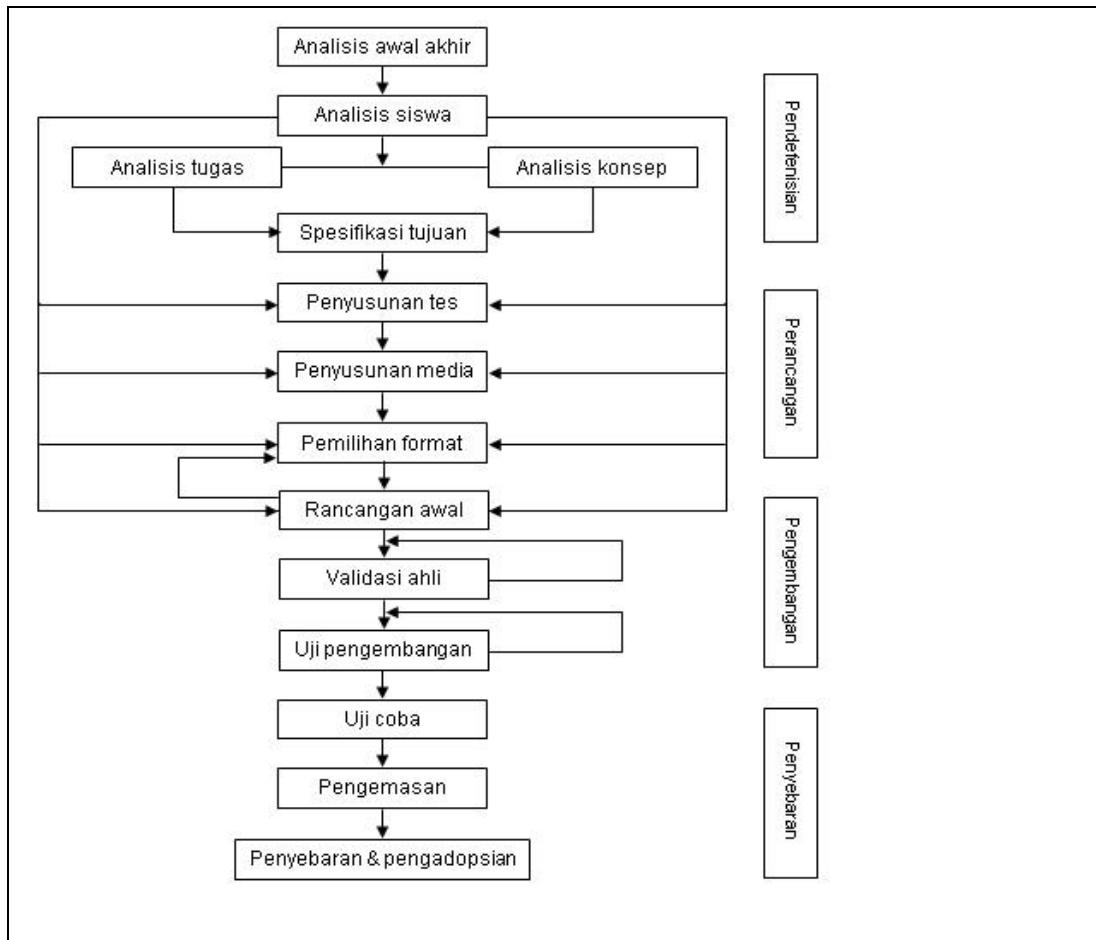 Analisis awal akhir
Analisis siswa
Analisis tugas
Analisis konsep
Spesifikasi tujuan
Penyusunan tes
Penyusunan media
Pemilihan format
Rancangan awal
Validasi ahli
Uji pengembangan
Uji coba
Pengemasan
Penyebaran & pengadopsian
Pendefenisian
Perancangan
Pengembangan
Penyebaran